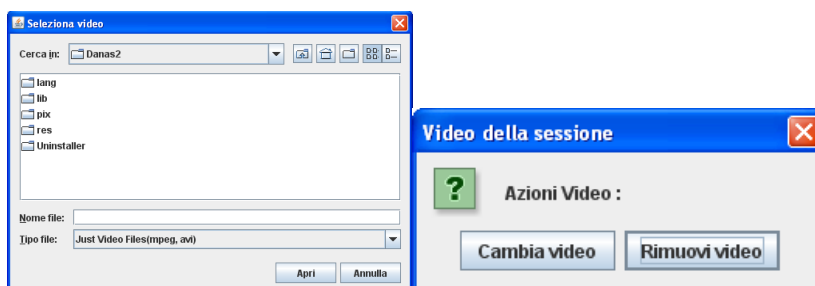 Seleziona video
Cerca in: Danas2
lang
lib
pix
res
Uninstaller
Nome file:
Tipo file: Just Video Files(mpeg, avi)
Apri Annulla
Video della sessione
? Azioni Video :
Cambia video Rimuovi video